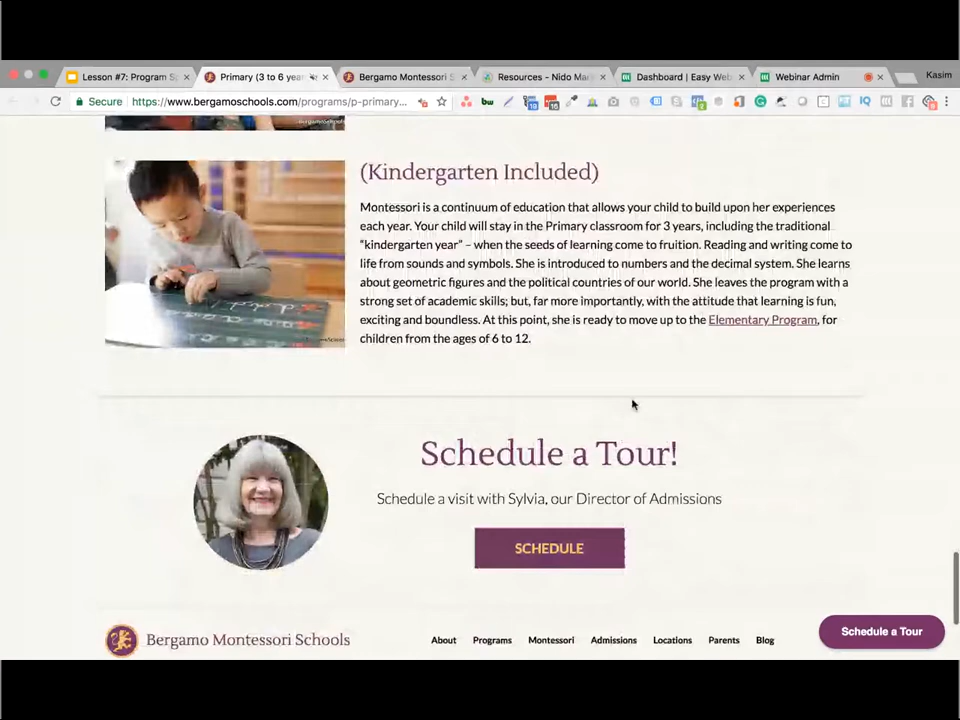 Lesson #7: Program S
Primary (3 to 6 yea
Bergamo Montessori S
Resources - Nido Ma
Dashboard | Easy Web
Webinar Admin
Kasim
Secure
https://www.bergamoschools.com/programs/p-primary...
(Kindergarten Included)
Montessori is a continuum of education that allows your child to build upon her experiences
each year. Your child will stay in the Primary classroom for 3 years, including the traditional
"kindergarten year" – when the seeds of learning come to fruition. Reading and writing come to
life from sounds and symbols. She is introduced to numbers and the decimal system. She learns
about geometric figures and the political countries of our world. She leaves the program with a
strong set of academic skills; but, far more importantly, with the attitude that learning is fun,
exciting and boundless. At this point, she is ready to move up to the Elementary Program, for
children from the ages of 6 to 12.
Schedule a Tour!
Schedule a visit with Sylvia, our Director of Admissions
SCHEDULE
Bergamo Montessori Schools
About Programs Montessori Admissions Locations Parents Blog
Schedule a Tour